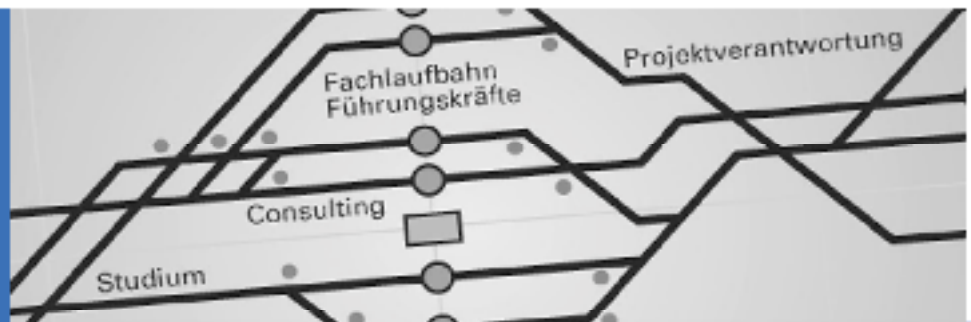 Projektverantwortung
Fachlaufbahn
Führungskräfte
Consulting
Studium